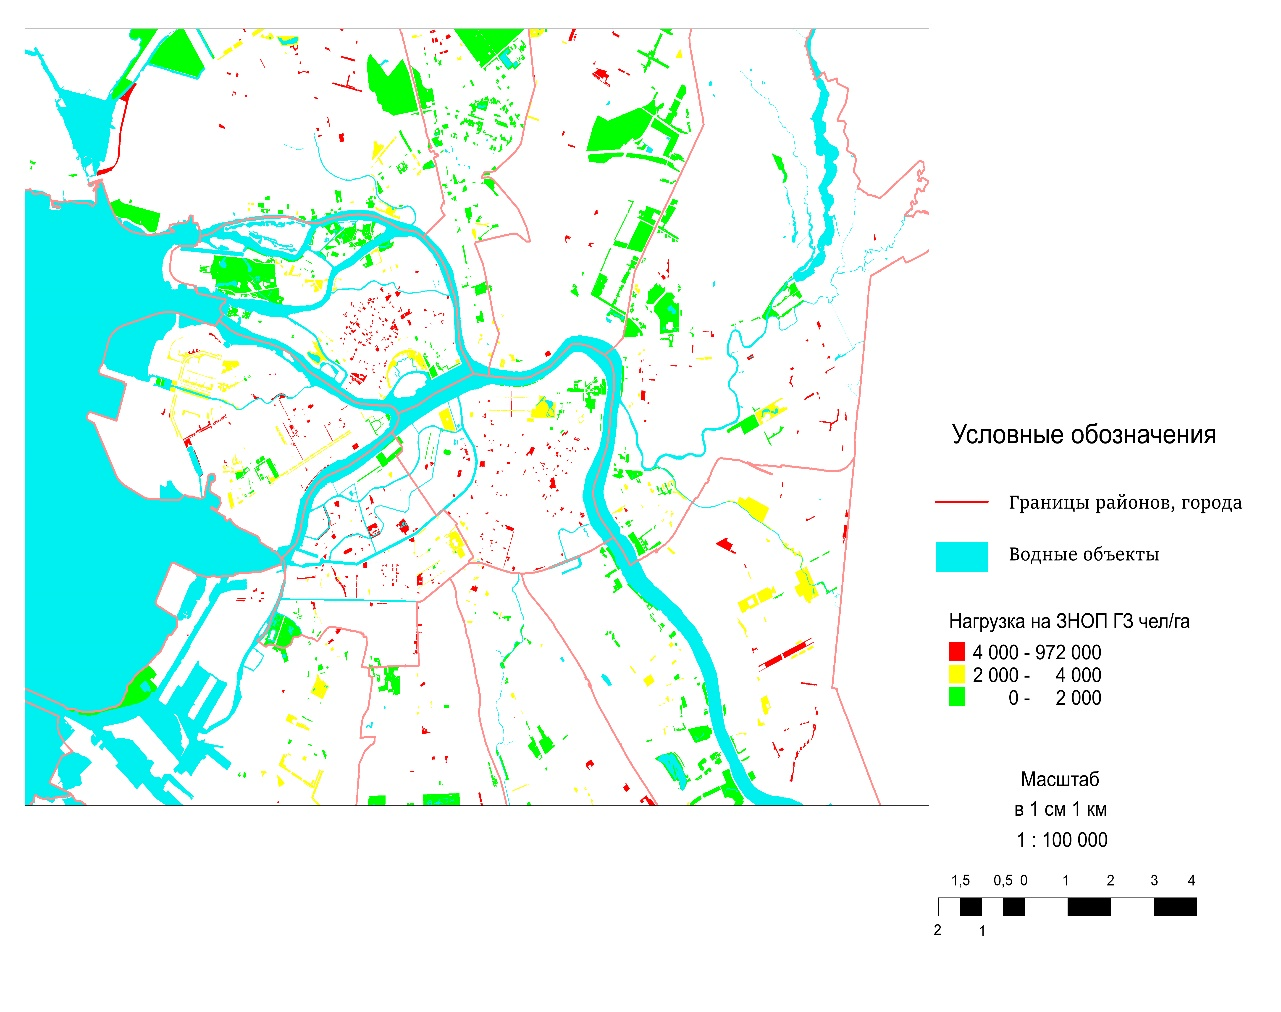 Условные обозначения
Границы районов, города
Водные объекты
Нагрузка на ЗНОП ГЗ чел/га
4 000 - 972 000
2 000 - 4 000
0 - 2 000
Масштаб
в 1 см 1 км
1 : 100 000
1,5 0,5 0 1 2 3 4
2 1